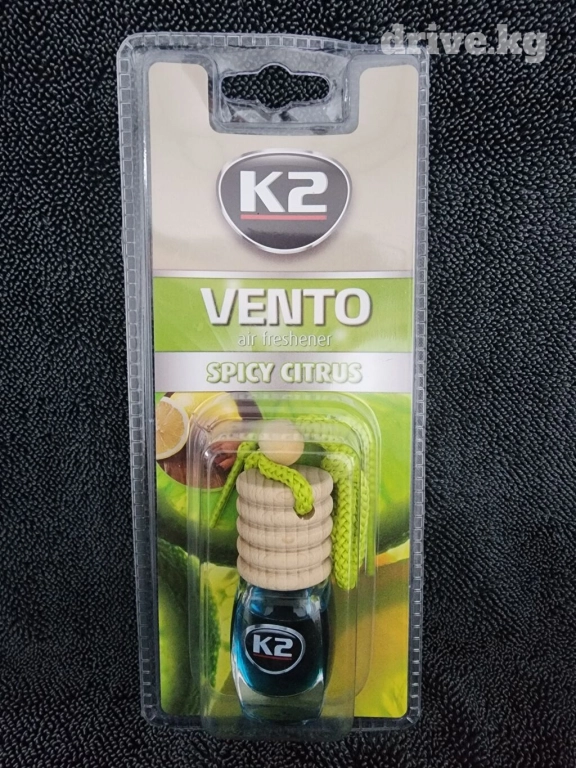 drive.kg
K2
VENTO
air freshener
SPICY CITRUS
K2